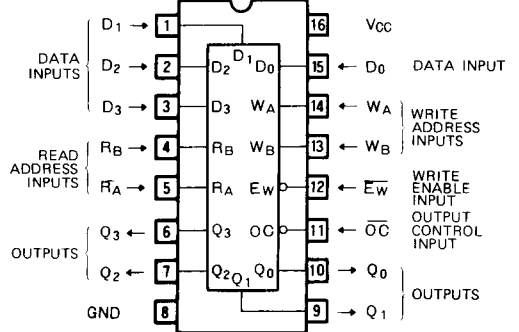 D1 1 16 VCC
DATA INPUTS D1
D2 2 D2 D0 15 D0 DATA INPUT
D3 3 D3 WA 14 WA WRITE ADDRESS INPUTS
READ ADDRESS INPUTS RB 4 RB WB 13 WB
RA 5 RA EW 12 E̅W̅ WRITE ENABLE INPUT
OUTPUTS Q3 6 Q3 OC 11 O̅C̅ OUTPUT CONTROL INPUT
Q2 7 Q2 Q0 10 Q0 OUTPUTS
Q1
GND 8 9 Q1